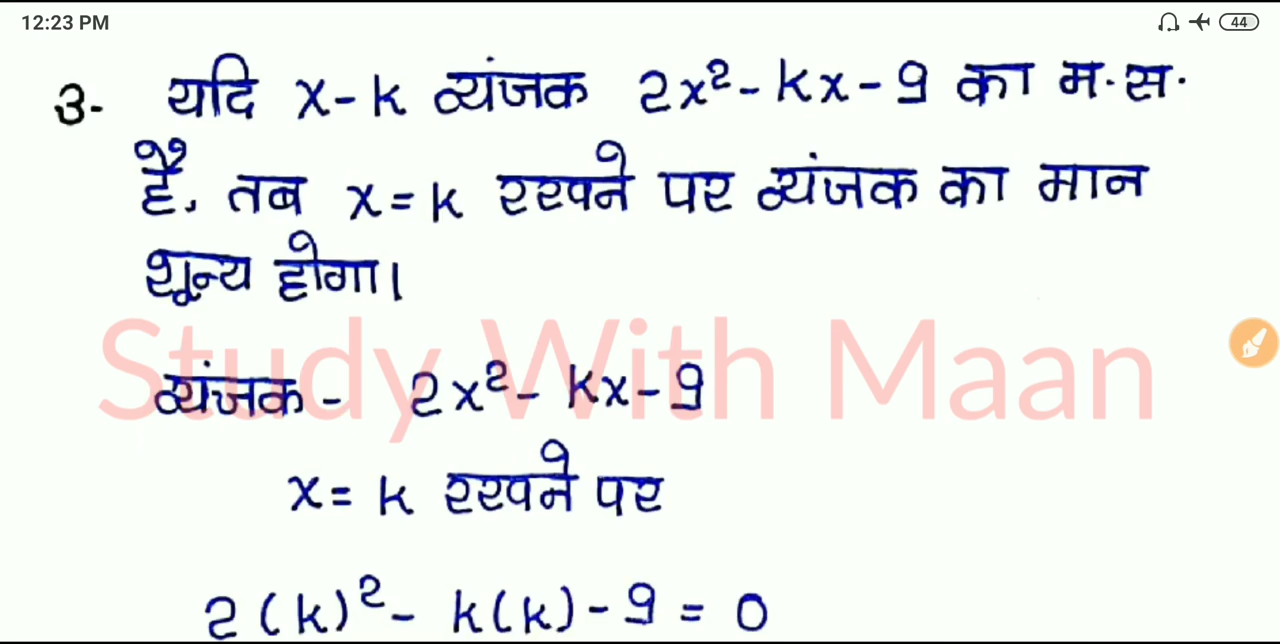 12:23 PM 44
3- यदि x-k व्यंजक 2x²-kx-9 का म.स.
है, तब x=k रखने पर व्यंजक का मान
शून्य होगा।
Study With Maan
व्यंजक - 2x²-kx-9
x=k रखने पर
2(k)²-k(k)-9=0